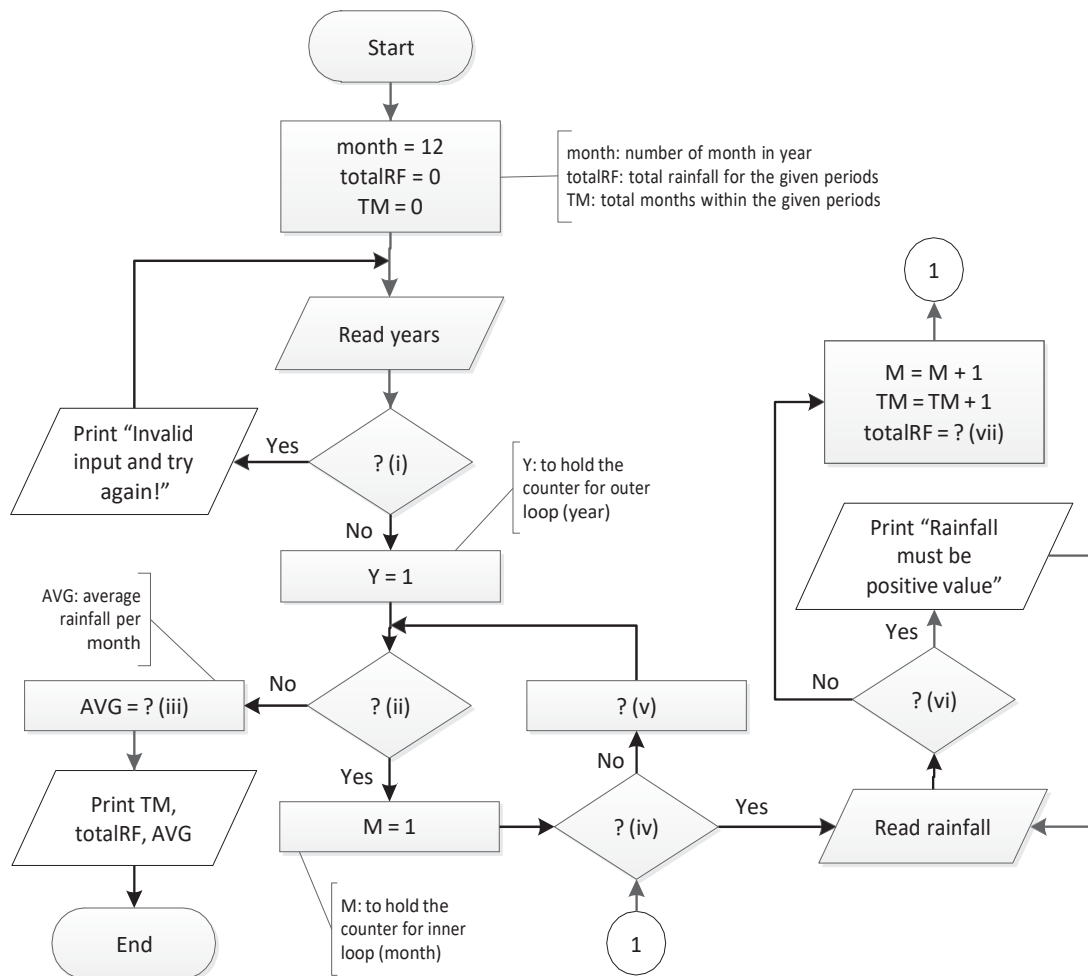 Start
month = 12
totalRF = 0
TM = 0
month: number of month in year
totalRF: total rainfall for the given periods
TM: total months within the given periods
1
Read years
M = M + 1
TM = TM + 1
totalRF = ? (vii)
Print “Invalid
input and try
again!”
Yes
? (i)
Y: to hold the
counter for outer
loop (year)
No
Print “Rainfall
must be
positive value”
Y = 1
AVG: average
rainfall per
month
Yes
No
AVG = ? (iii)
No
? (ii)
? (v)
? (vi)
Yes
No
Print TM,
totalRF, AVG
M = 1
? (iv)
Yes
Read rainfall
M: to hold the
counter for inner
loop (month)
1
End